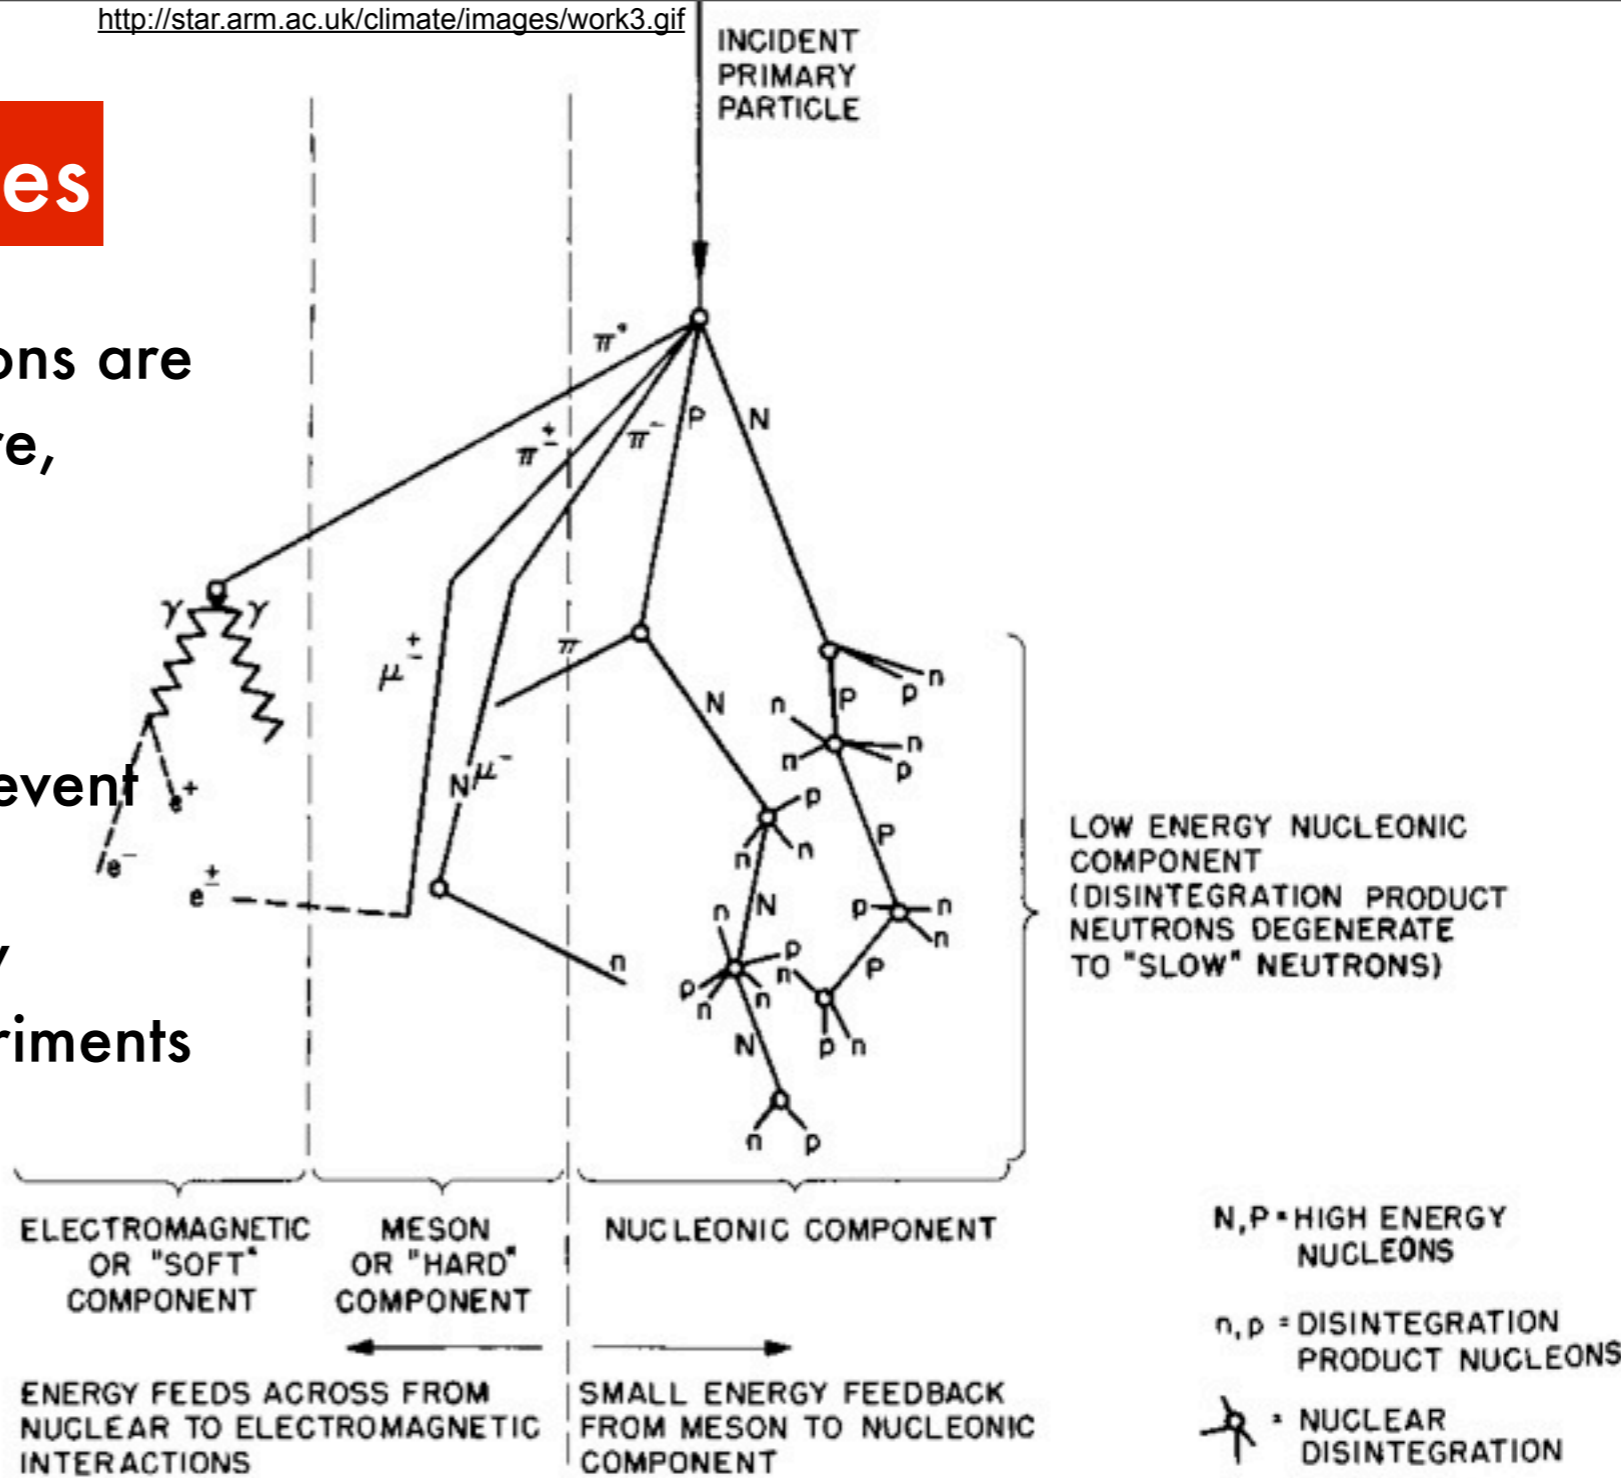 http://star.arm.ac.uk/climate/images/work3.gif
INCIDENT
PRIMARY
PARTICLE
es
ons are
re,
event
y
riments
π°
π±
π-
P
N
γ
γ
μ±
π
N
n
p
P
n
n
n
p
N μ-
e+
e-
e±
p
n
n
P
LOW ENERGY NUCLEONIC
COMPONENT
(DISINTEGRATION PRODUCT
NEUTRONS DEGENERATE
TO "SLOW" NEUTRONS)
n
N
p
n
n
n
p
n
p
n
n
P
N
p
n
n
p
ELECTROMAGNETIC
OR "SOFT"
COMPONENT
MESON
OR "HARD"
COMPONENT
NUCLEONIC COMPONENT
N,P = HIGH ENERGY
NUCLEONS
n,p = DISINTEGRATION
PRODUCT NUCLEONS
= NUCLEAR
DISINTEGRATION
ENERGY FEEDS ACROSS FROM
NUCLEAR TO ELECTROMAGNETIC
INTERACTIONS
SMALL ENERGY FEEDBACK
FROM MESON TO NUCLEONIC
COMPONENT